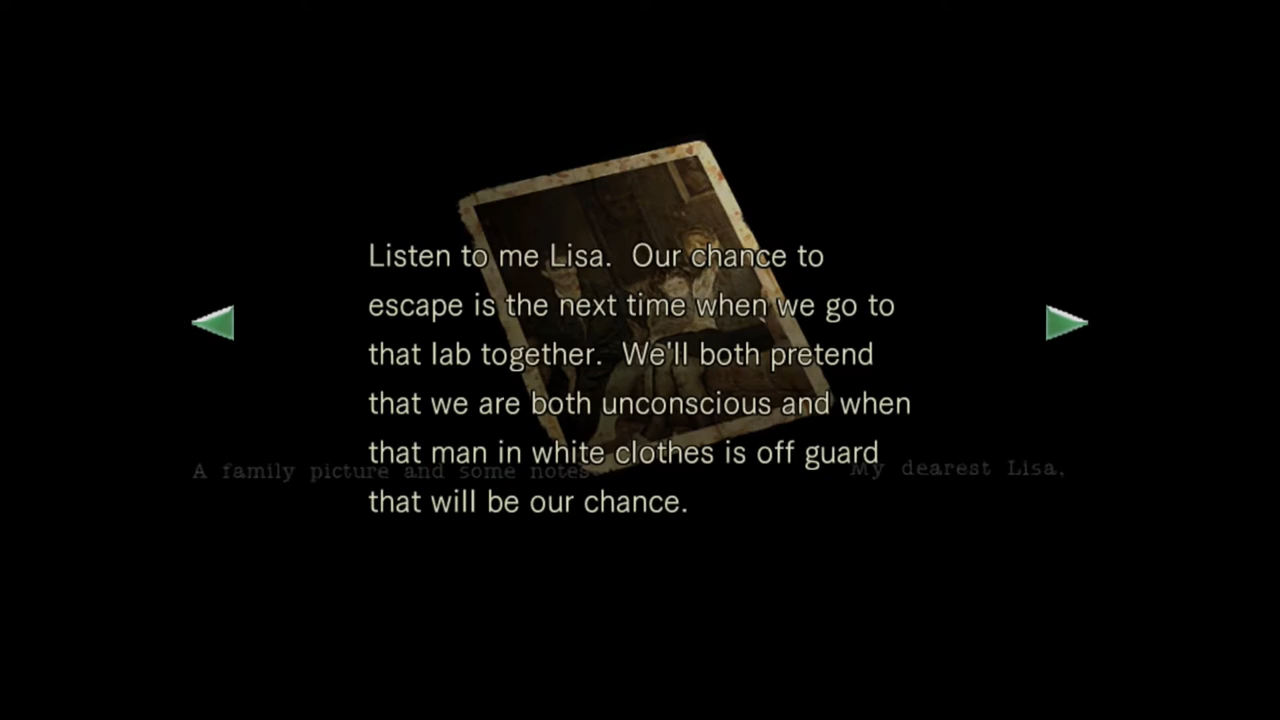 Listen to me Lisa.  Our chance to
escape is the next time when we go to
that lab together.  We'll both pretend
that we are both unconscious and when
that man in white clothes is off guard
that will be our chance.
A family picture and some notes
My dearest Lisa,